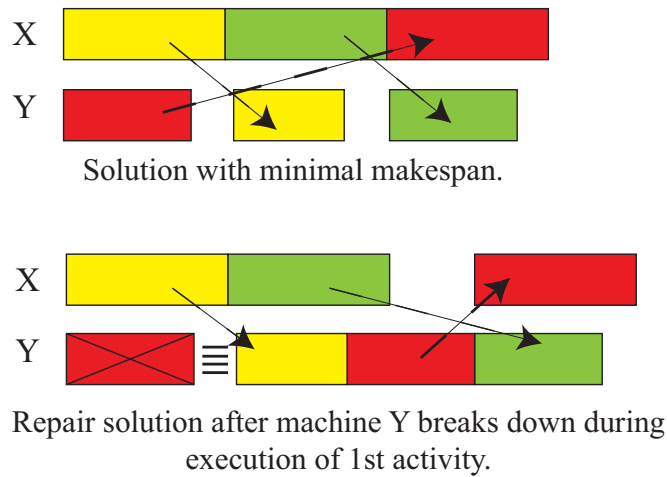 X
Y
Solution with minimal makespan.
X
Y
Repair solution after machine Y breaks down during
execution of 1st activity.